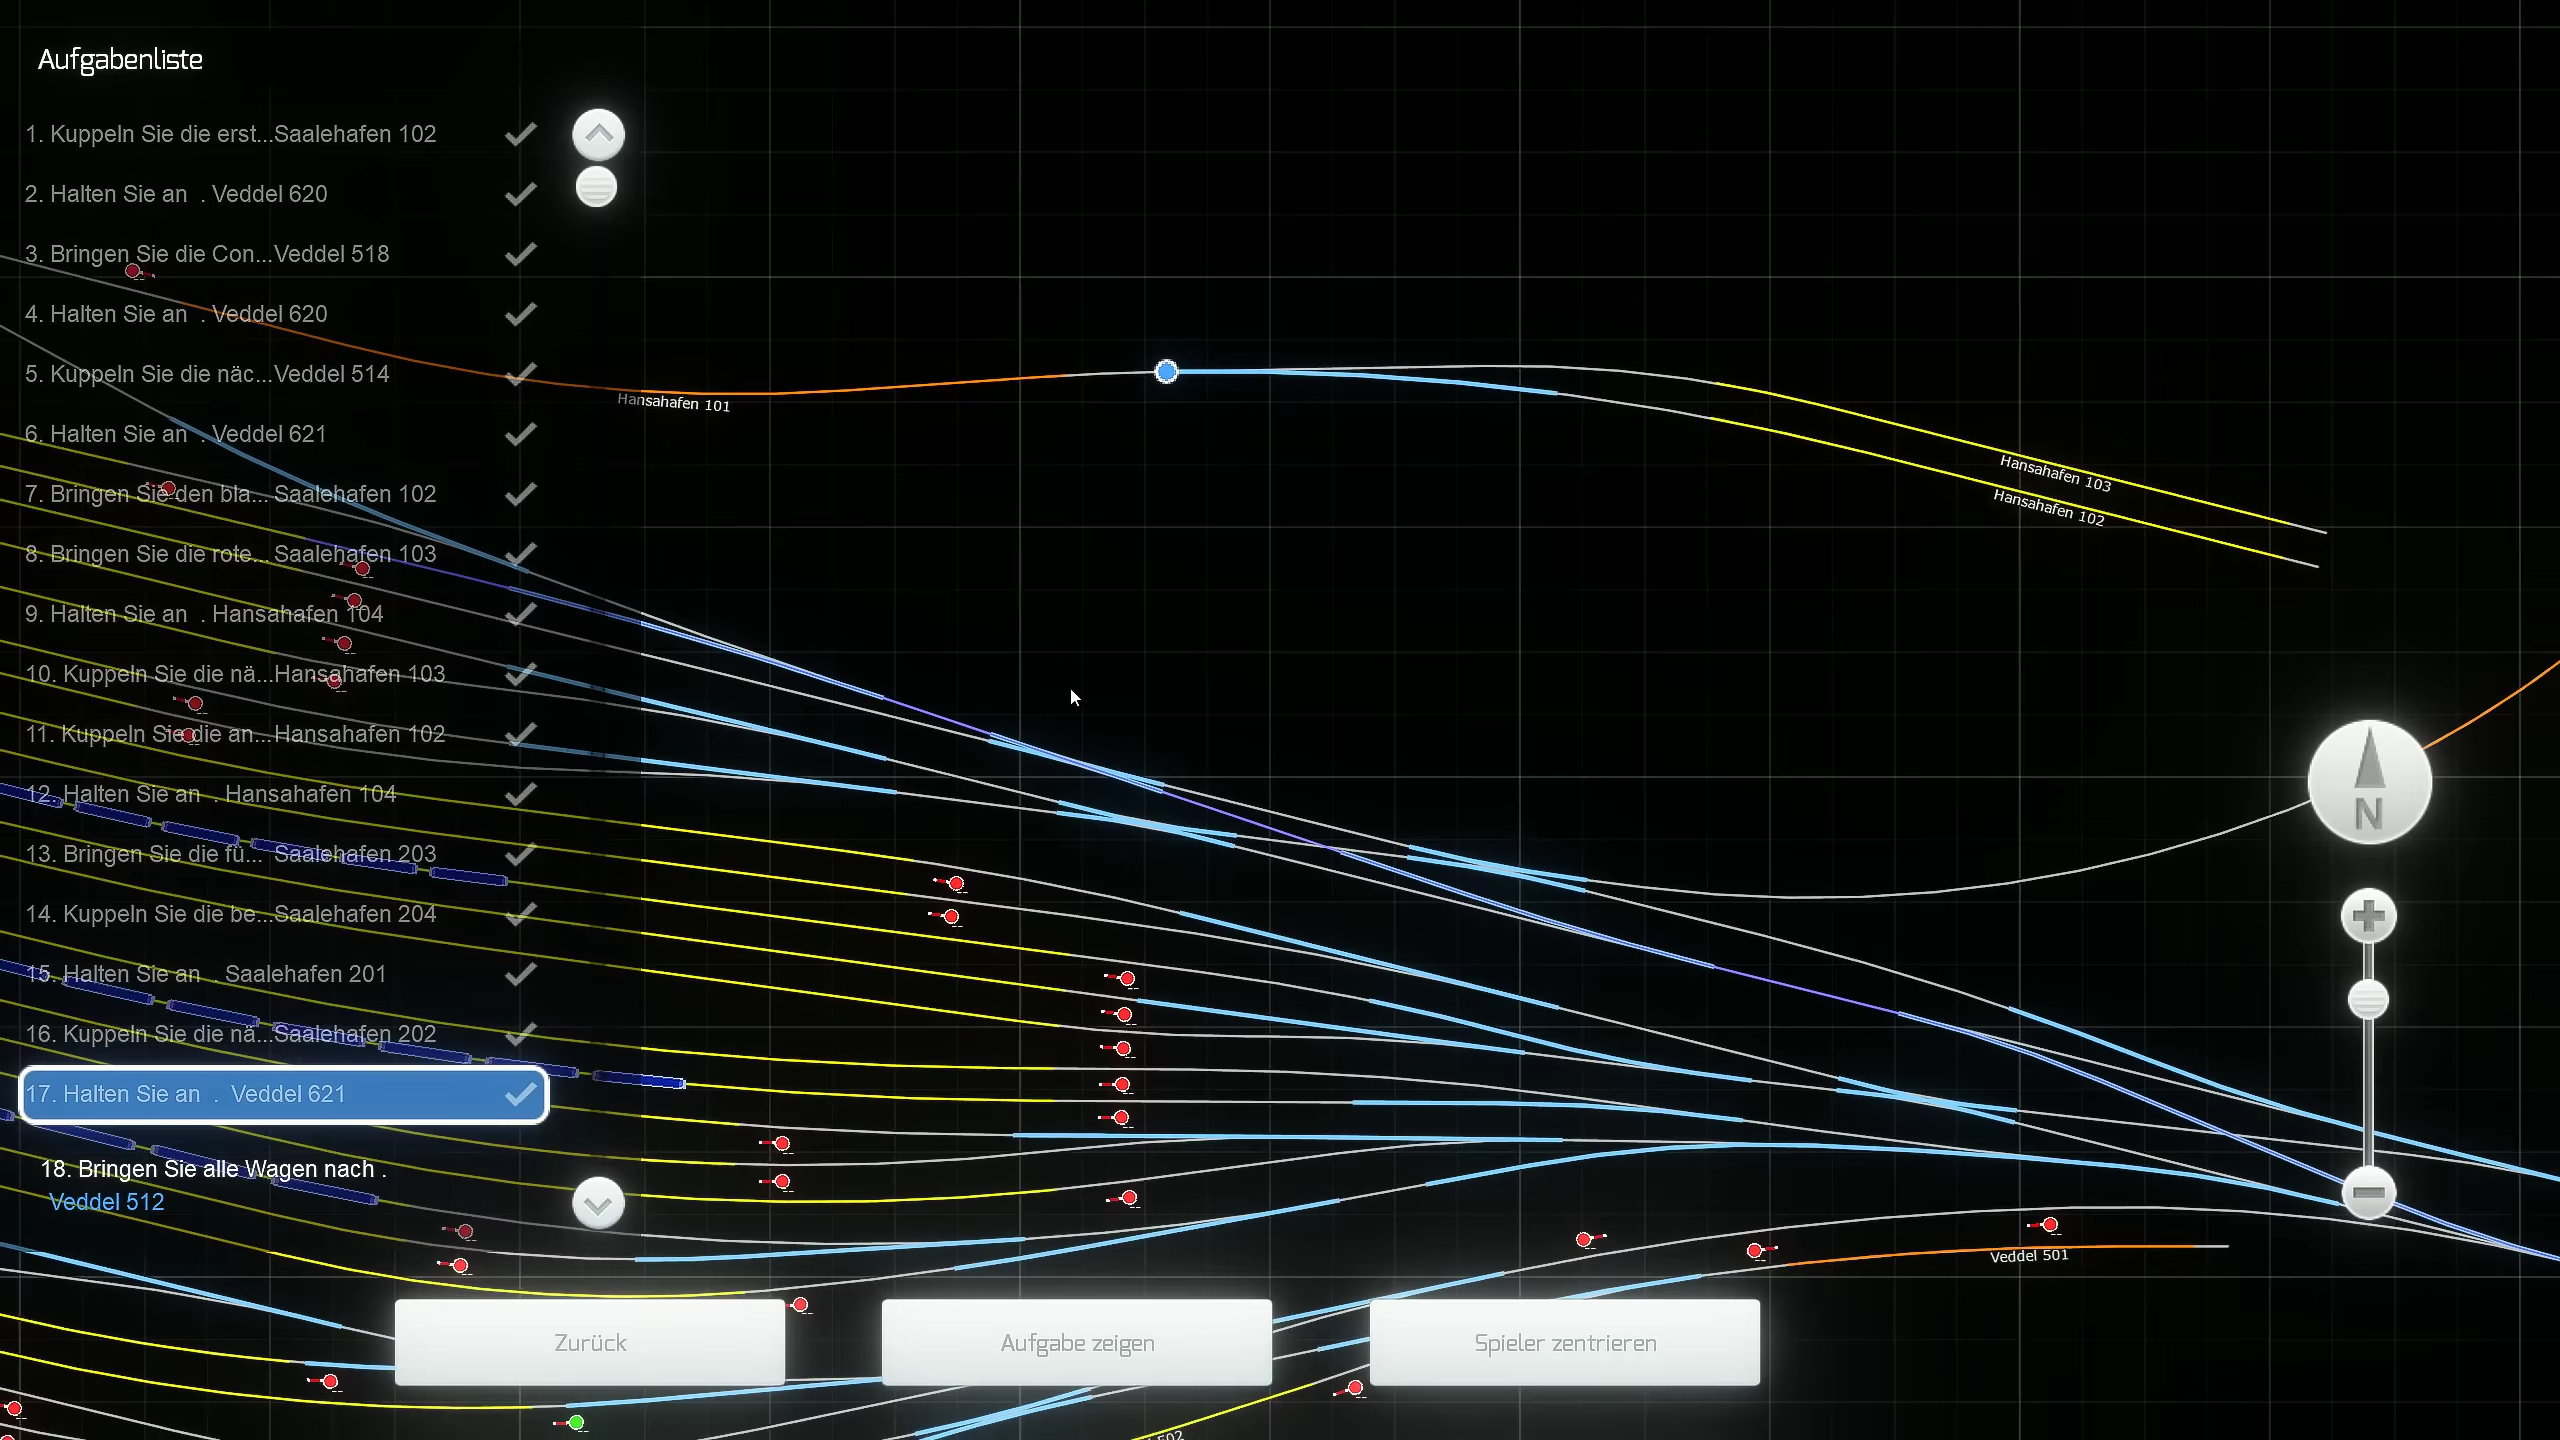 Aufgabenliste
1. Kuppeln Sie die erst...Saalehafen 102
2. Halten Sie an . Veddel 620
3. Bringen Sie die Con...Veddel 518
4. Halten Sie an . Veddel 620
5. Kuppeln Sie die näc...Veddel 514
6. Halten Sie an . Veddel 621
7. Bringen Sie den bla... Saalehafen 102
8. Bringen Sie die rote... Saalehafen 103
9. Halten Sie an . Hansahafen 104
10. Kuppeln Sie die nä...Hansahafen 103
11. Kuppeln Sie die an...Hansahafen 102
12. Halten Sie an . Hansahafen 104
13. Bringen Sie die fü... Saalehafen 203
14. Kuppeln Sie die be...Saalehafen 204
15. Halten Sie an . Saalehafen 201
16. Kuppeln Sie die nä...Saalehafen 202
17. Halten Sie an . Veddel 621
18. Bringen Sie alle Wagen nach .
Veddel 512
Hansahafen 101
Hansahafen 103
Hansahafen 102
N
Veddel 501
Zurück
Aufgabe zeigen
Spieler zentrieren